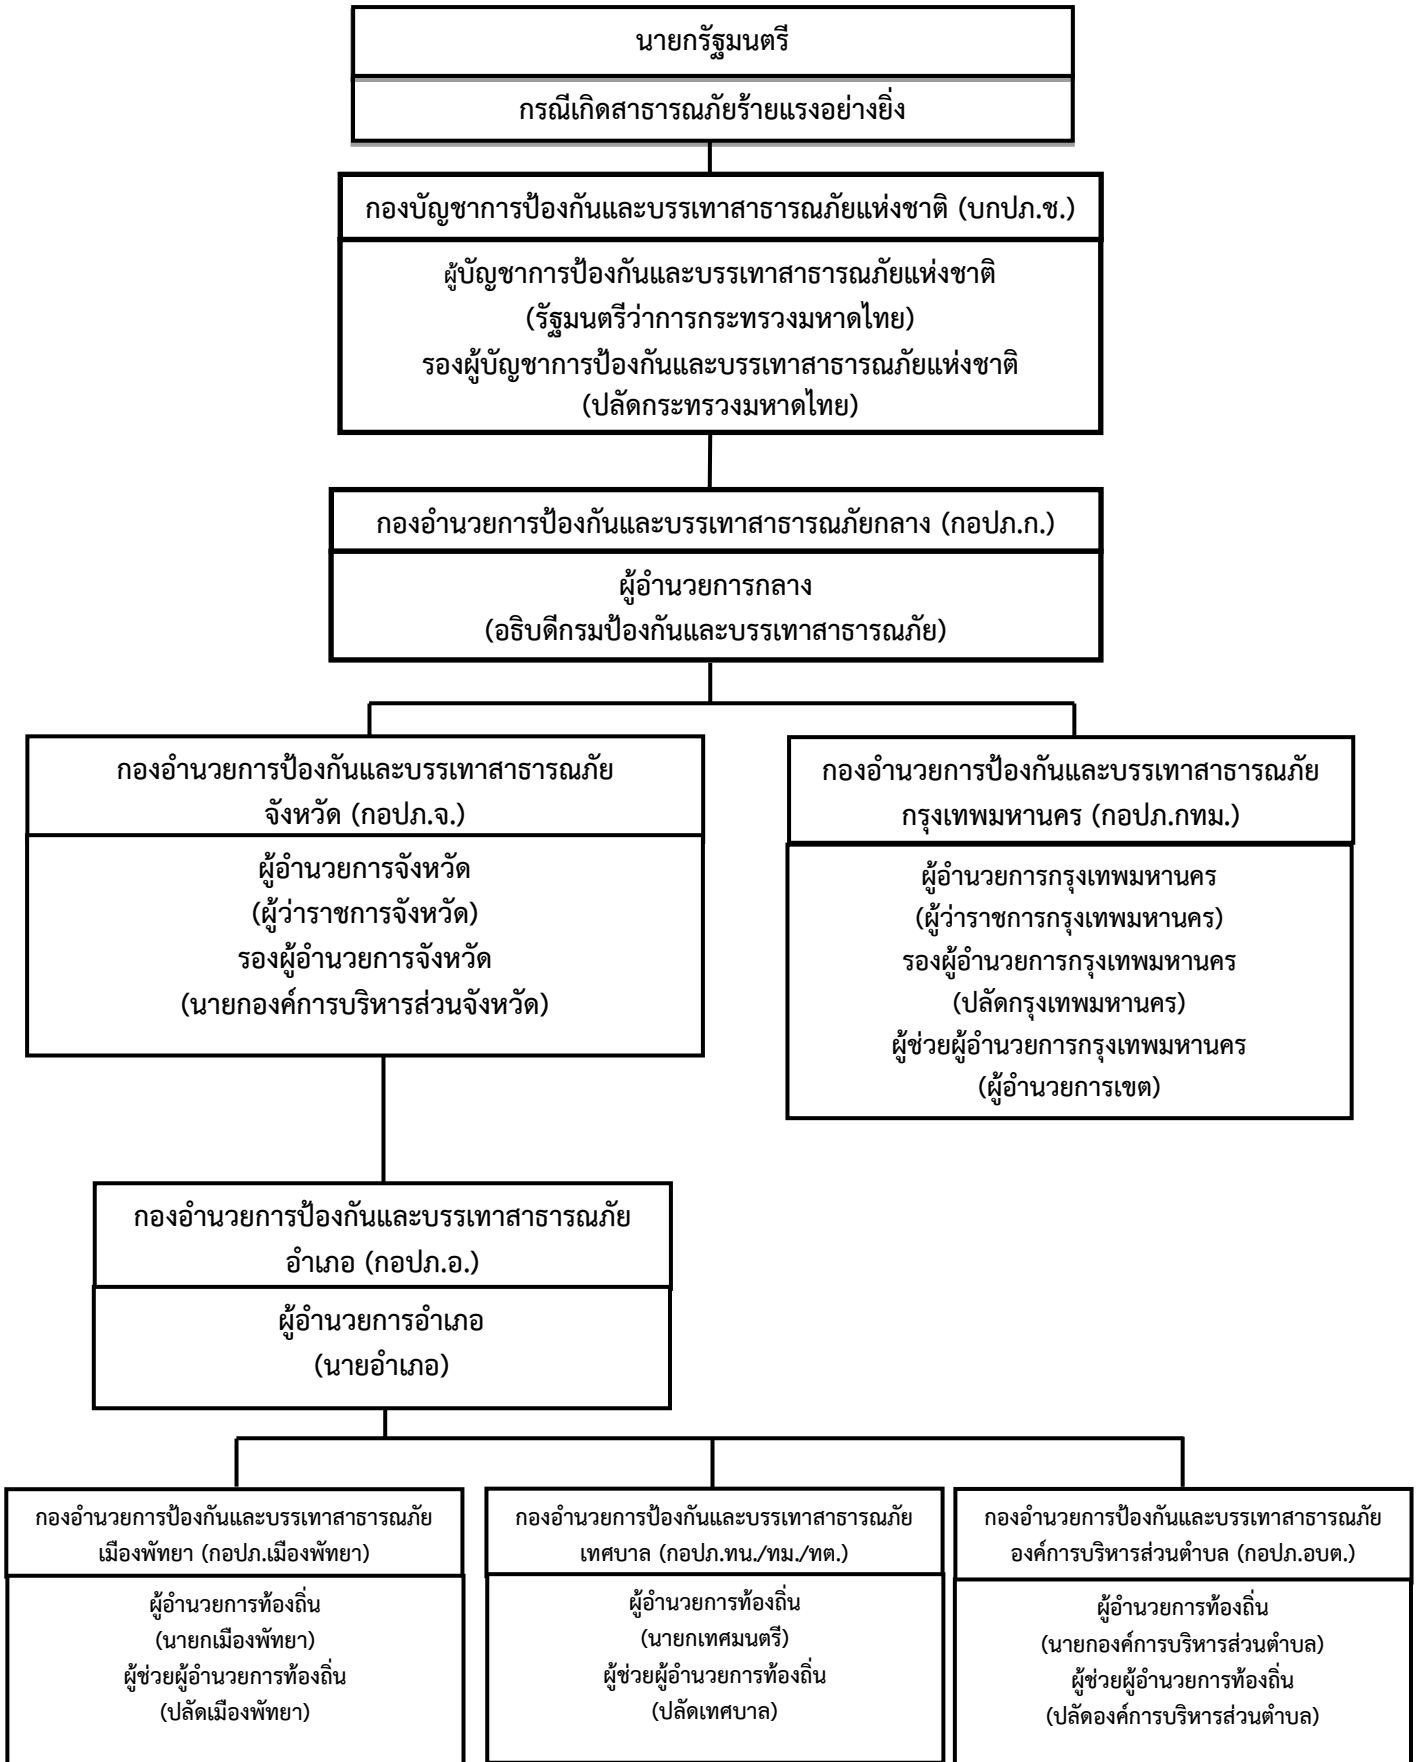 นายกรัฐมนตรี
กรณีเกิดสาธารณภัยร้ายแรงอย่างยิ่ง
กองบัญชาการป้องกันและบรรเทาสาธารณภัยแห่งชาติ (บกปภ.ช.)
ผู้บัญชาการป้องกันและบรรเทาสาธารณภัยแห่งชาติ
(รัฐมนตรีว่าการกระทรวงมหาดไทย)
รองผู้บัญชาการป้องกันและบรรเทาสาธารณภัยแห่งชาติ
(ปลัดกระทรวงมหาดไทย)
กองอำนวยการป้องกันและบรรเทาสาธารณภัยกลาง (กอปภ.ก.)
ผู้อำนวยการกลาง
(อธิบดีกรมป้องกันและบรรเทาสาธารณภัย)
กองอำนวยการป้องกันและบรรเทาสาธารณภัย
จังหวัด (กอปภ.จ.)
ผู้อำนวยการจังหวัด
(ผู้ว่าราชการจังหวัด)
รองผู้อำนวยการจังหวัด
(นายกองค์การบริหารส่วนจังหวัด)
กองอำนวยการป้องกันและบรรเทาสาธารณภัย
กรุงเทพมหานคร (กอปภ.กทม.)
ผู้อำนวยการกรุงเทพมหานคร
(ผู้ว่าราชการกรุงเทพมหานคร)
รองผู้อำนวยการกรุงเทพมหานคร
(ปลัดกรุงเทพมหานคร)
ผู้ช่วยผู้อำนวยการกรุงเทพมหานคร
(ผู้อำนวยการเขต)
กองอำนวยการป้องกันและบรรเทาสาธารณภัย
อำเภอ (กอปภ.อ.)
ผู้อำนวยการอำเภอ
(นายอำเภอ)
กองอำนวยการป้องกันและบรรเทาสาธารณภัย
เมืองพัทยา (กอปภ.เมืองพัทยา)
ผู้อำนวยการท้องถิ่น
(นายกเมืองพัทยา)
ผู้ช่วยผู้อำนวยการท้องถิ่น
(ปลัดเมืองพัทยา)
กองอำนวยการป้องกันและบรรเทาสาธารณภัย
เทศบาล (กอปภ.ทน./ทม./ทต.)
ผู้อำนวยการท้องถิ่น
(นายกเทศมนตรี)
ผู้ช่วยผู้อำนวยการท้องถิ่น
(ปลัดเทศบาล)
กองอำนวยการป้องกันและบรรเทาสาธารณภัย
องค์การบริหารส่วนตำบล (กอปภ.อบต.)
ผู้อำนวยการท้องถิ่น
(นายกองค์การบริหารส่วนตำบล)
ผู้ช่วยผู้อำนวยการท้องถิ่น
(ปลัดองค์การบริหารส่วนตำบล)